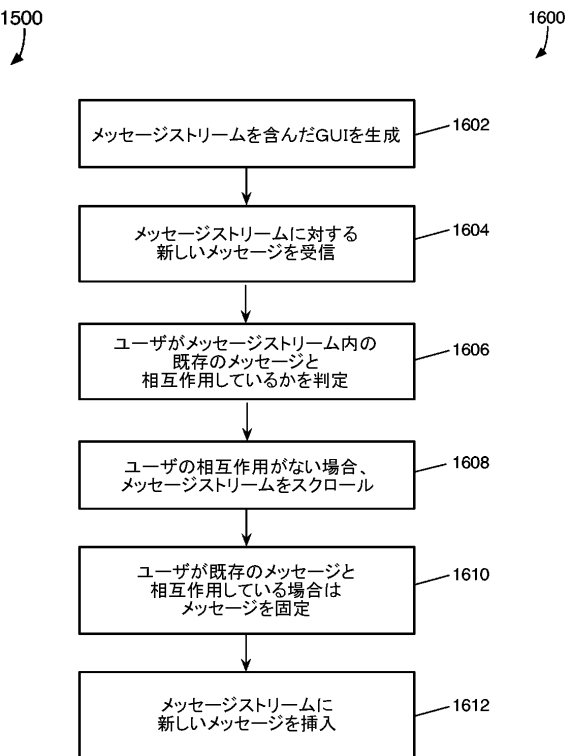 1500
1600
メッセージストリームを含んだGUIを生成
1602
メッセージストリームに対する
新しいメッセージを受信
1604
ユーザがメッセージストリーム内の
既存のメッセージと
相互作用しているかを判定
1606
ユーザの相互作用がない場合、
メッセージストリームをスクロール
1608
ユーザが既存のメッセージと
相互作用している場合は
メッセージを固定
1610
メッセージストリームに
新しいメッセージを挿入
1612